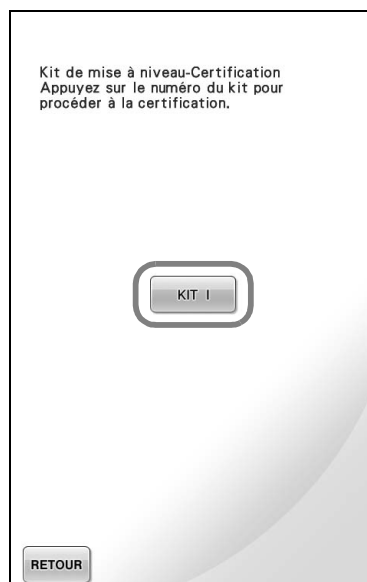 Kit de mise à niveau-Certification
Appuyez sur le numéro du kit pour
procéder à la certification.
KIT I
RETOUR